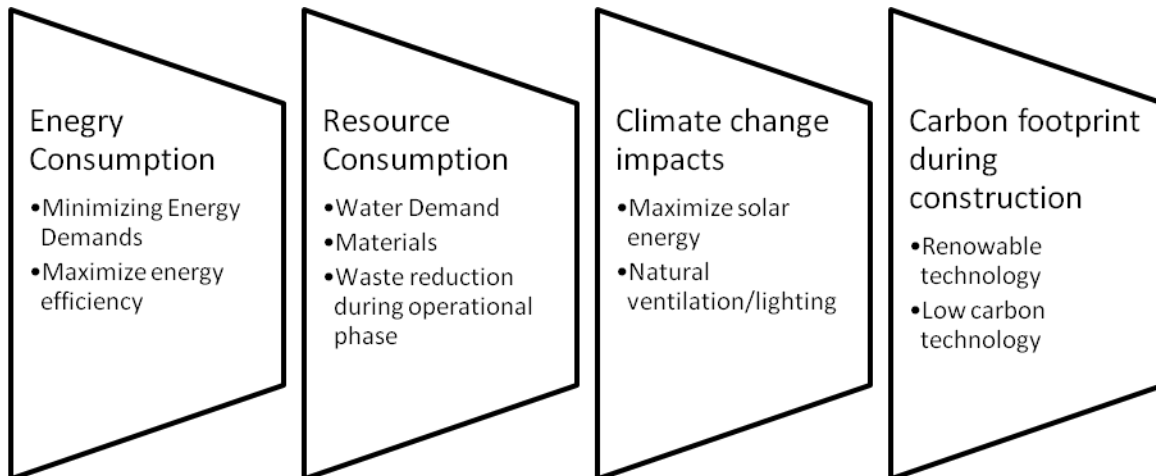 Enegry
Consumption
•Minimizing Energy
Demands
•Maximize energy
efficiency
Resource
Consumption
•Water Demand
•Materials
•Waste reduction
during operational
phase
Climate change
impacts
•Maximize solar
energy
•Natural
ventilation/lighting
Carbon footprint
during
construction
•Renowable
technology
•Low carbon
technology